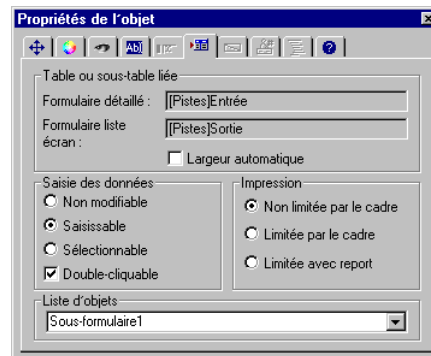 Propriétés de l'objet
Ab
Table ou sous-table liée
Formulaire détaillé :
[[Pistes]Entrée
Formulaire liste
écran :
[[Pistes]Sortie
Largeur automatique
Saisie des données
Non modifiable
Saisissable
Sélectionnable
Double-cliquable
Impression
Non limitée par le cadre
Limitée par le cadre
Limitée avec report
Liste d'objets
Sous-formulaire1